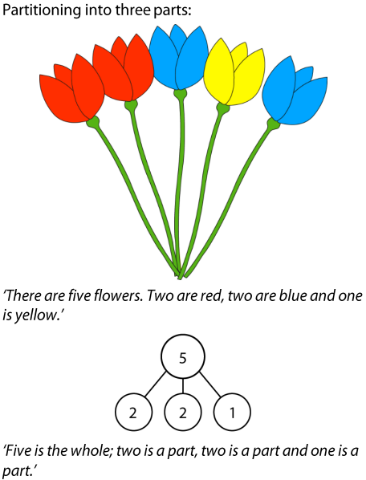 Partitioning into three parts:
‘There are five flowers. Two are red, two are blue and one
is yellow.’
5
2 2 1
‘Five is the whole; two is a part, two is a part and one is a
part.’